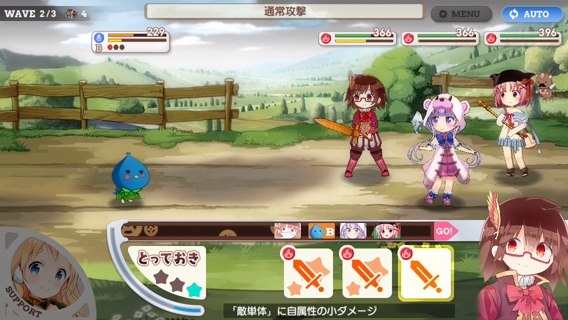 WAVE 2/3 4
通常攻撃
MENU
AUTO
229
B
366
366
396
B
GO!
とっておき
SUPPORT
「敵単体」に自属性の小ダメージ